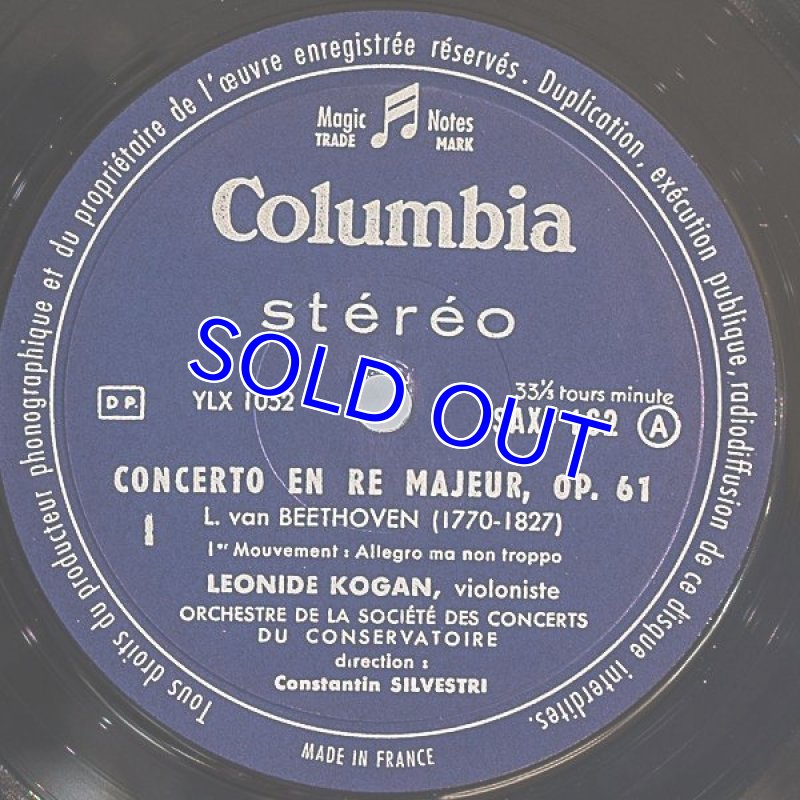 Tous droits du producteur phonographique et du propriétaire de l'œuvre enregistrée réservés. Duplication, exécution publique, radiodiffusion de ce disque interdites.
Magic Notes
TRADE MARK
Columbia
stéréo
SOLD OUT
33⅓ tours minute
D P.
YLX 1052
A
CONCERTO EN RE MAJEUR, OP. 61
L. van BEETHOVEN (1770-1827)
I
1er Mouvement : Allegro ma non troppo
LEONIDE KOGAN, violoniste
ORCHESTRE DE LA SOCIÉTÉ DES CONCERTS
DU CONSERVATOIRE
direction :
Constantin SILVESTRI
MADE IN FRANCE